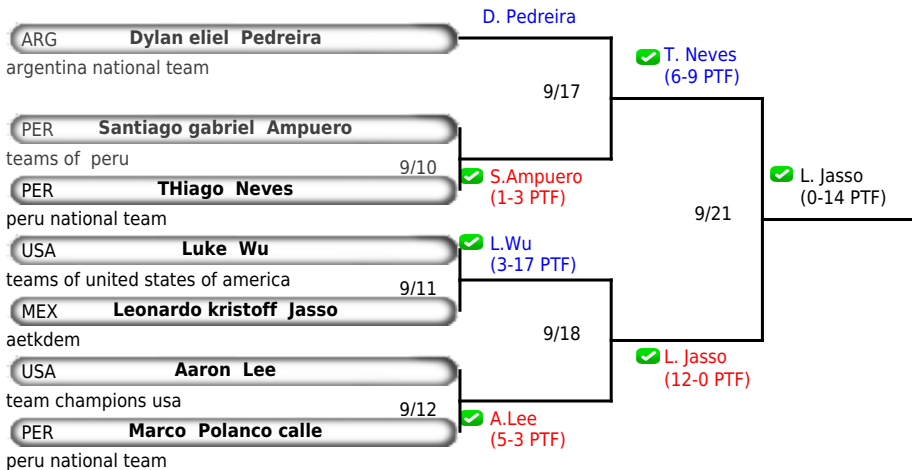 D. Pedreira
ARG Dylan eliel Pedreira
argentina national team
T. Neves
(6-9 PTF)
9/17
PER Santiago gabriel Ampuero
teams of peru
9/10
S.Ampuero
(1-3 PTF)
PER THiago Neves
peru national team
L. Jasso
(0-14 PTF)
9/21
USA Luke Wu
teams of united states of america
L.Wu
(3-17 PTF)
9/11
MEX Leonardo kristoff Jasso
aetkdem
9/18
USA Aaron Lee
team champions usa
L. Jasso
(12-0 PTF)
9/12
A.Lee
(5-3 PTF)
PER Marco Polanco calle
peru national team